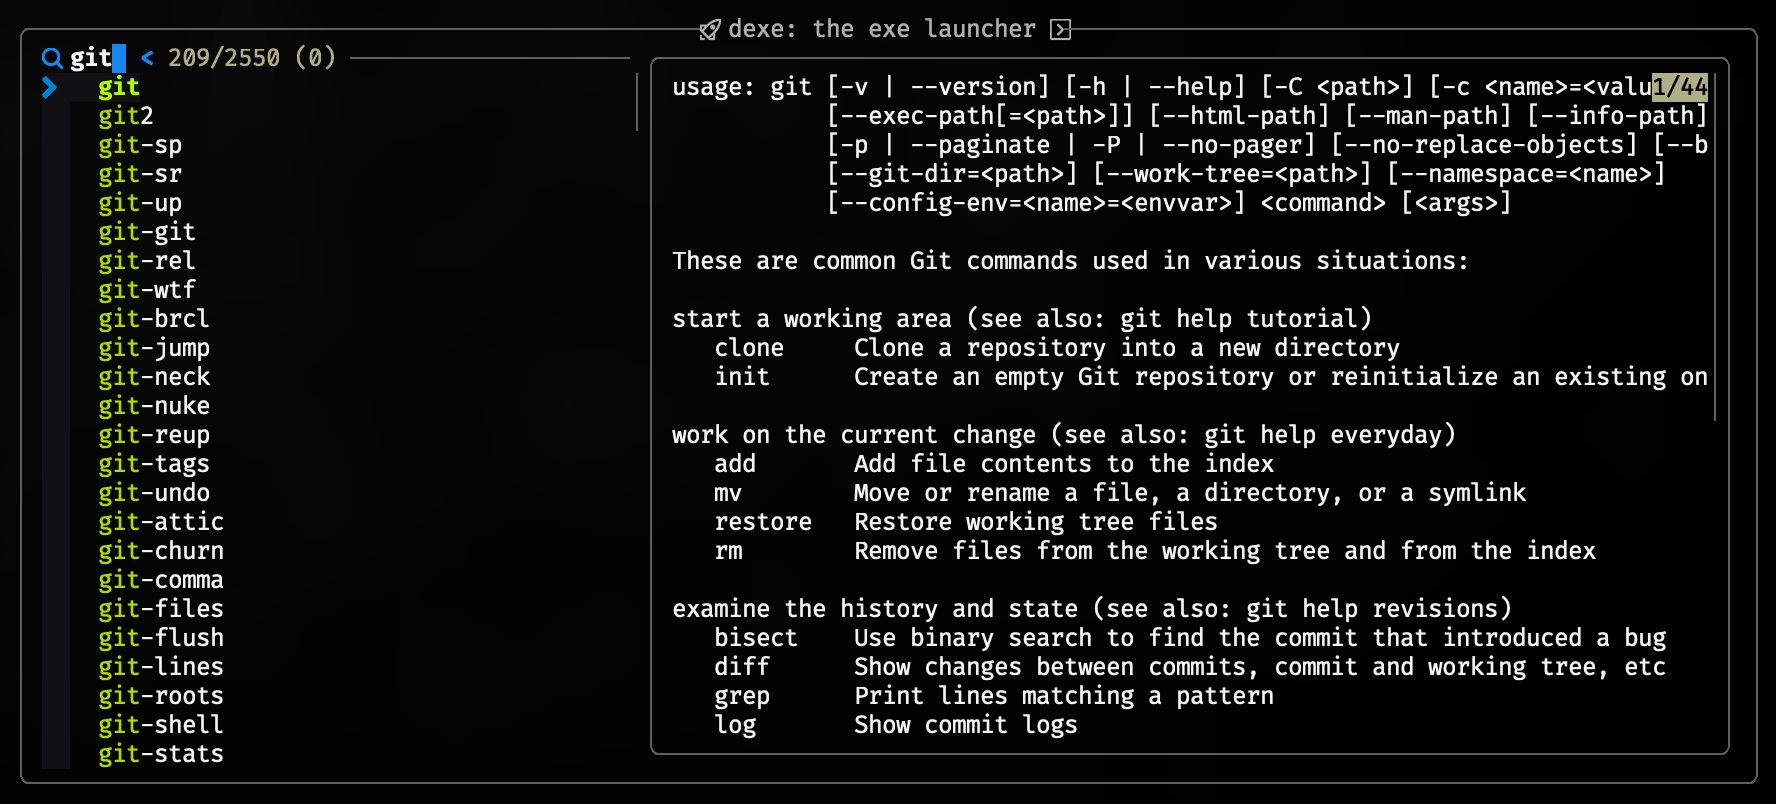 dexe: the exe launcher
git < 209/2550 (0)
git
git2
git-sp
git-sr
git-up
git-git
git-rel
git-wtf
git-brcl
git-jump
git-neck
git-nuke
git-reup
git-tags
git-undo
git-attic
git-churn
git-comma
git-files
git-flush
git-lines
git-roots
git-shell
git-stats
usage: git [-v | --version] [-h | --help] [-C <path>] [-c <name>=<valu1/44
[--exec-path[=<path>]] [--html-path] [--man-path] [--info-path]
[-p | --paginate | -P | --no-pager] [--no-replace-objects] [--b
[--git-dir=<path>] [--work-tree=<path>] [--namespace=<name>]
[--config-env=<name>=<envvar>] <command> [<args>]
These are common Git commands used in various situations:
start a working area (see also: git help tutorial)
clone Clone a repository into a new directory
init Create an empty Git repository or reinitialize an existing on
work on the current change (see also: git help everyday)
add Add file contents to the index
mv Move or rename a file, a directory, or a symlink
restore Restore working tree files
rm Remove files from the working tree and from the index
examine the history and state (see also: git help revisions)
bisect Use binary search to find the commit that introduced a bug
diff Show changes between commits, commit and working tree, etc
grep Print lines matching a pattern
log Show commit logs